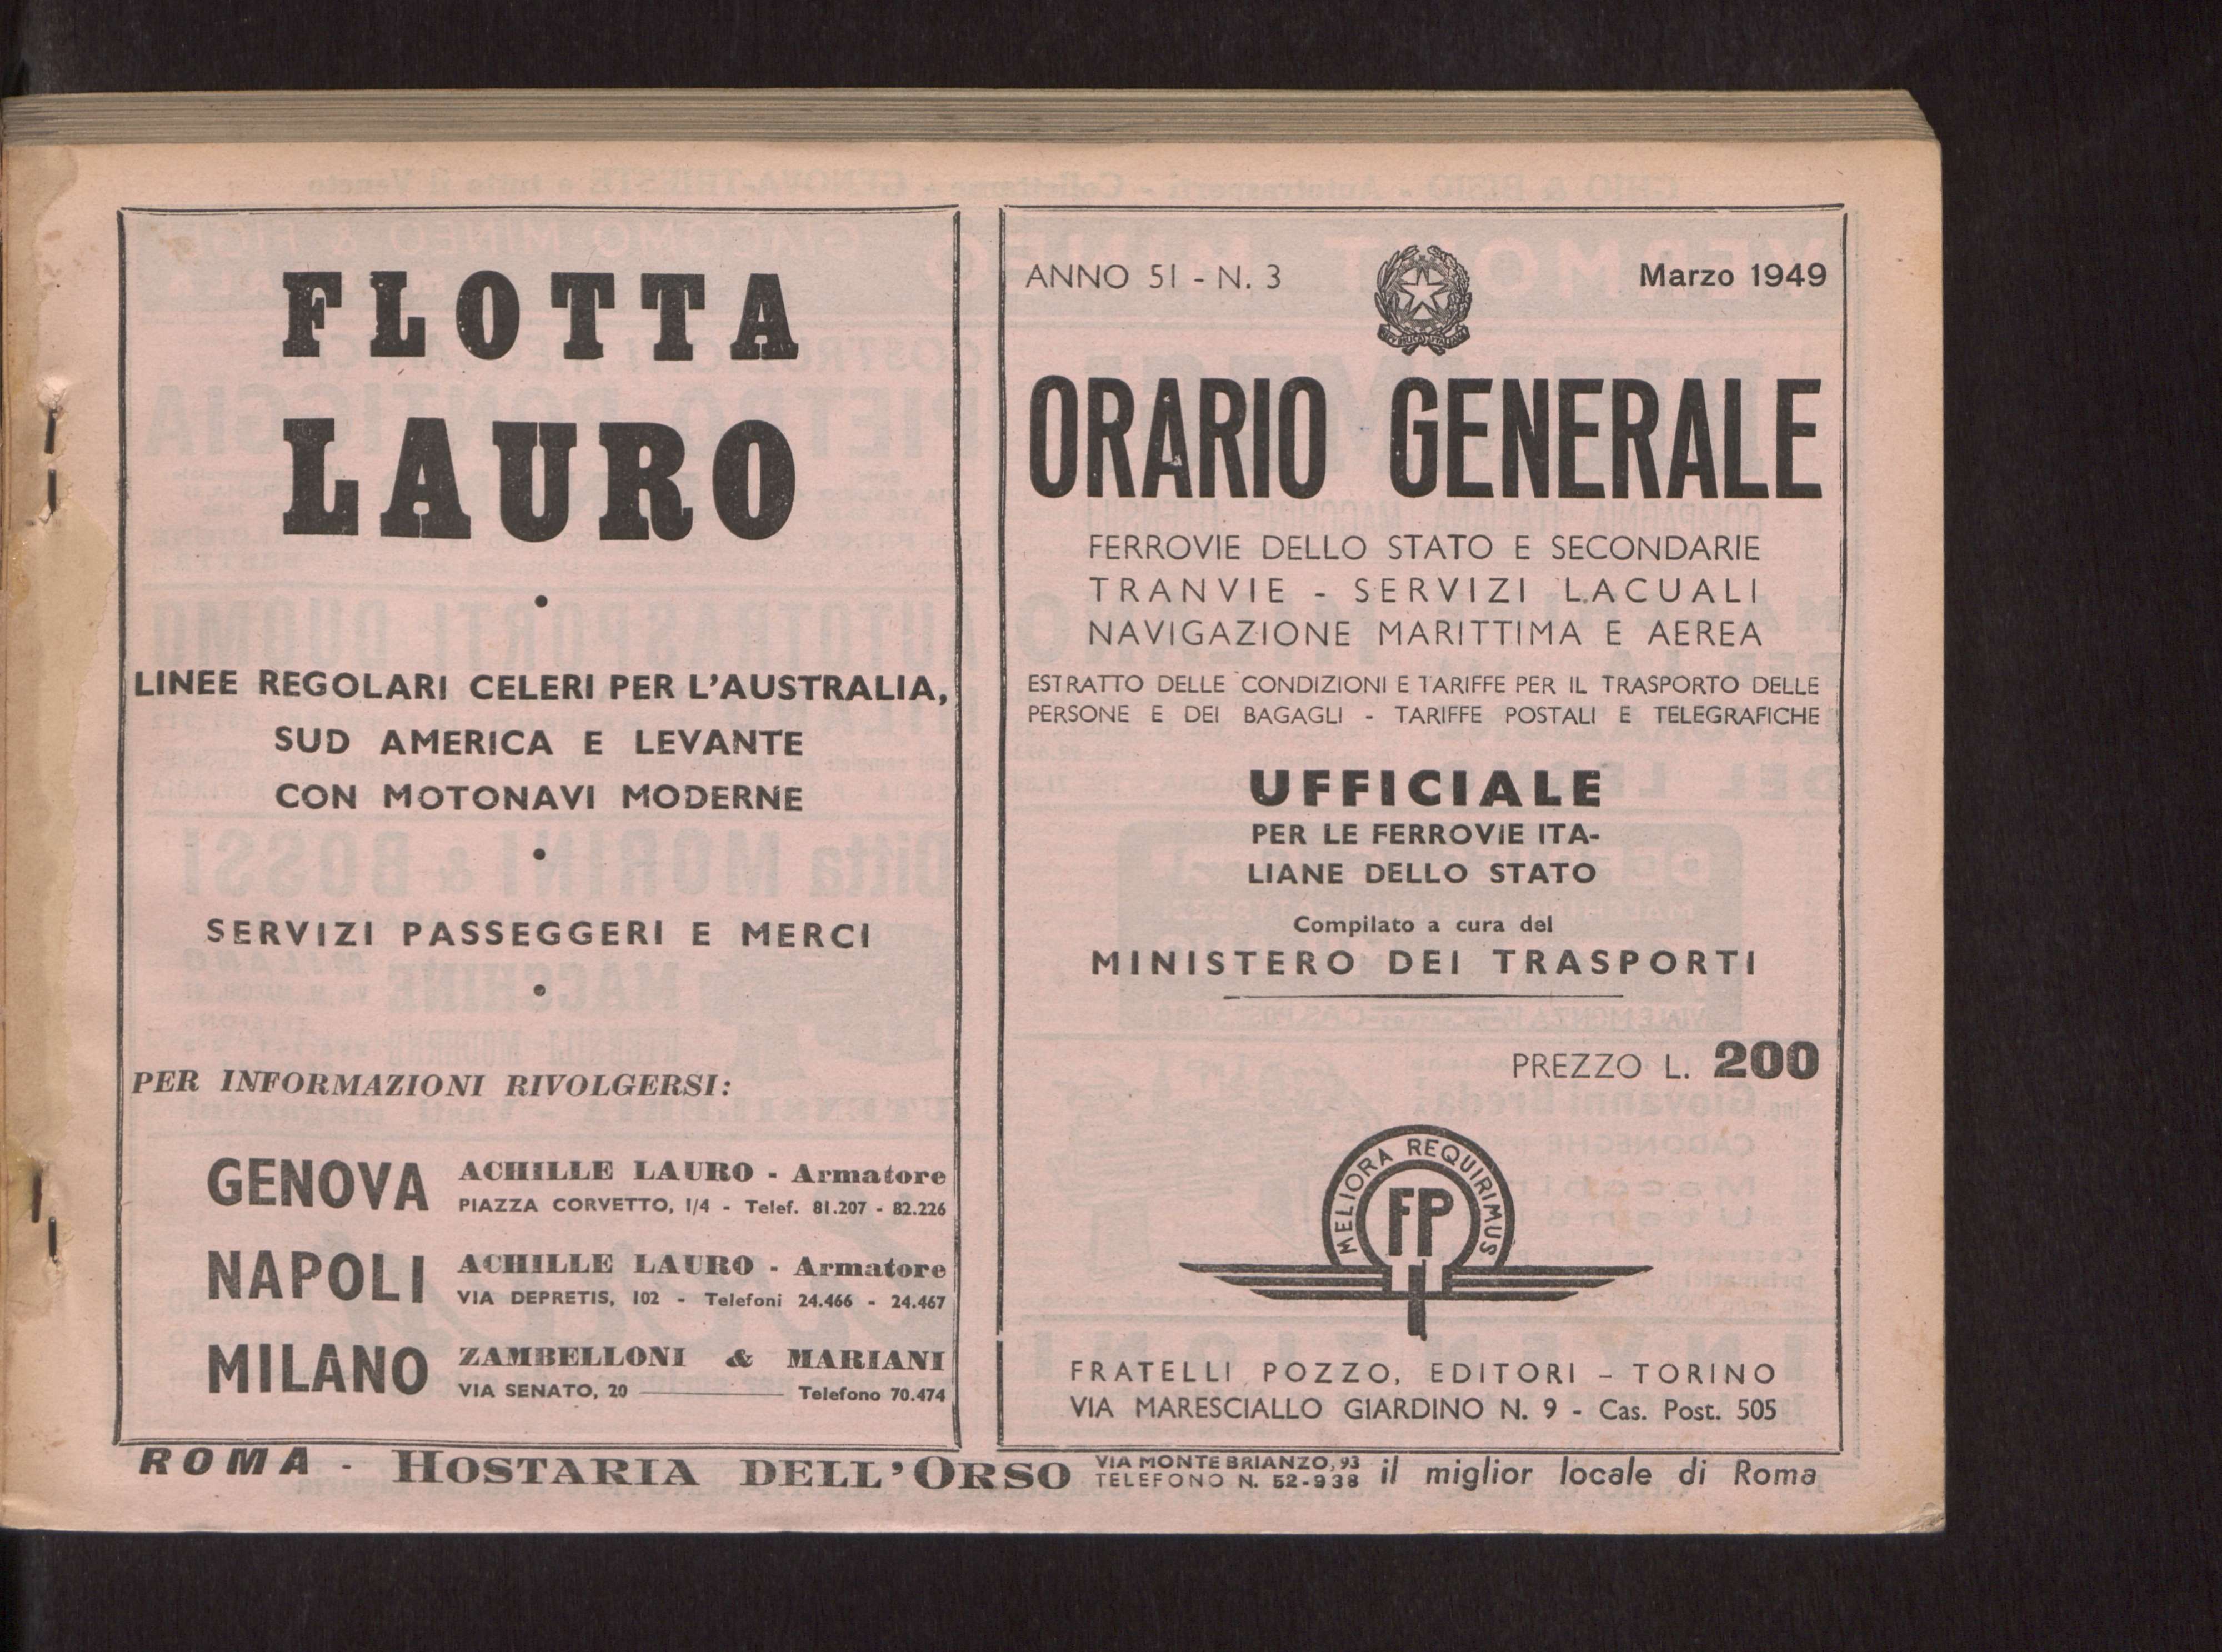 FLOTTA
LAURO
LINEE REGOLARI CELERI PER L'AUSTRALIA,
SUD AMERICA E LEVANTE
CON MOTONAVI MODERNE
SERVIZI PASSEGGERI E MERCI
PER INFORMAZIONI RIVOLGERSI:
GENOVA
ACHILLE LAURO - Armatore
PIAZZA CORVETTO, 1/4 - Telef. 81.207 - 82.226
NAPOLI
ACHILLE LAURO - Armatore
VIA DEPRETIS, 102 - Telefoni 24.466 - 24.467
MILANO
ZAMBELLONI & MARIANI
VIA SENATO, 20 Telefono 70.474
ANNO 51 - N. 3
Marzo 1949
ORARIO GENERALE
FERROVIE DELLO STATO E SECONDARIE
TRANVIE - SERVIZI LACUALI
NAVIGAZIONE MARITTIMA E AEREA
ESTRATTO DELLE CONDIZIONI E TARIFFE PER IL TRASPORTO DELLE
PERSONE E DEI BAGAGLI - TARIFFE POSTALI E TELEGRAFICHE
UFFICIALE
PER LE FERROVIE ITA-
LIANE DELLO STATO
Compilato a cura del
MINISTERO DEI TRASPORTI
PREZZO L. 200
MELIORA REQUIRIMUS
FP
FRATELLI POZZO, EDITORI - TORINO
VIA MARESCIALLO GIARDINO N. 9 - Cas. Post. 505
ROMA - HOSTARIA DELL'ORSO
VIA MONTE BRIANZO, 93
TELEFONO N. 52-938
il miglior locale di Roma